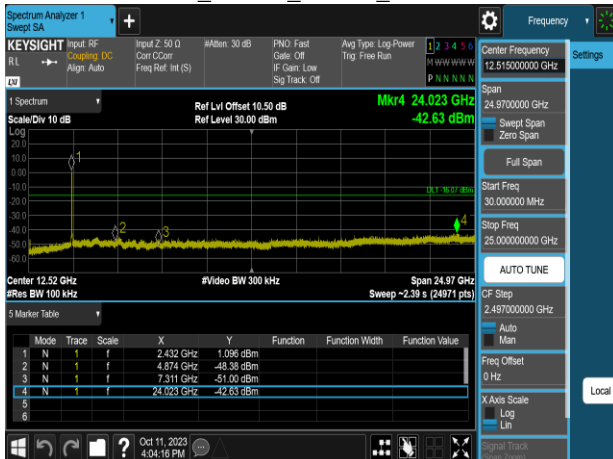 Spectrum Analyzer 1
Swept SA
+
Frequency
KEYSIGHT Input: RF Input Z: 50 Ω #Atten: 30 dB PNO: Fast Avg Type: Log-Power 1 2 3 4 5 6
RL Coupling: DC Corr CCorr Gate: Off Trig: Free Run M W W W W W
Align: Auto Freq Ref: Int (S) IF Gain: Low P N N N N N
Sig Track: Off
LXI
1 Spectrum
Scale/Div 10 dB
Ref Lvl Offset 10.50 dB
Ref Level 30.00 dBm
Mkr4 24.023 GHz
-42.63 dBm
Log
20.0
10.0
0.00
-10.0
-20.0
-30.0
-40.0
-50.0
-60.0
1
2
3
4
DL1 -16.07 dBm
Center 12.52 GHz #Video BW 300 kHz Span 24.97 GHz
#Res BW 100 kHz Sweep ~2.39 s (24971 pts)
5 Marker Table
Mode Trace Scale X Y Function Function Width Function Value
1 N 1 f 2.432 GHz 1.096 dBm
2 N 1 f 4.874 GHz -48.38 dBm
3 N 1 f 7.311 GHz -51.00 dBm
4 N 1 f 24.023 GHz -42.63 dBm
5
6
?
Oct 11, 2023
4:04:16 PM
Center Frequency
12.515000000 GHz
Span
24.9700000 GHz
Swept Span
Zero Span
Full Span
Start Freq
30.000000 MHz
Stop Freq
25.000000000 GHz
AUTO TUNE
CF Step
2.497000000 GHz
Auto
Man
Freq Offset
0 Hz
X Axis Scale
Log
Lin
Signal Track
(Span Zoom)
Settings
Local